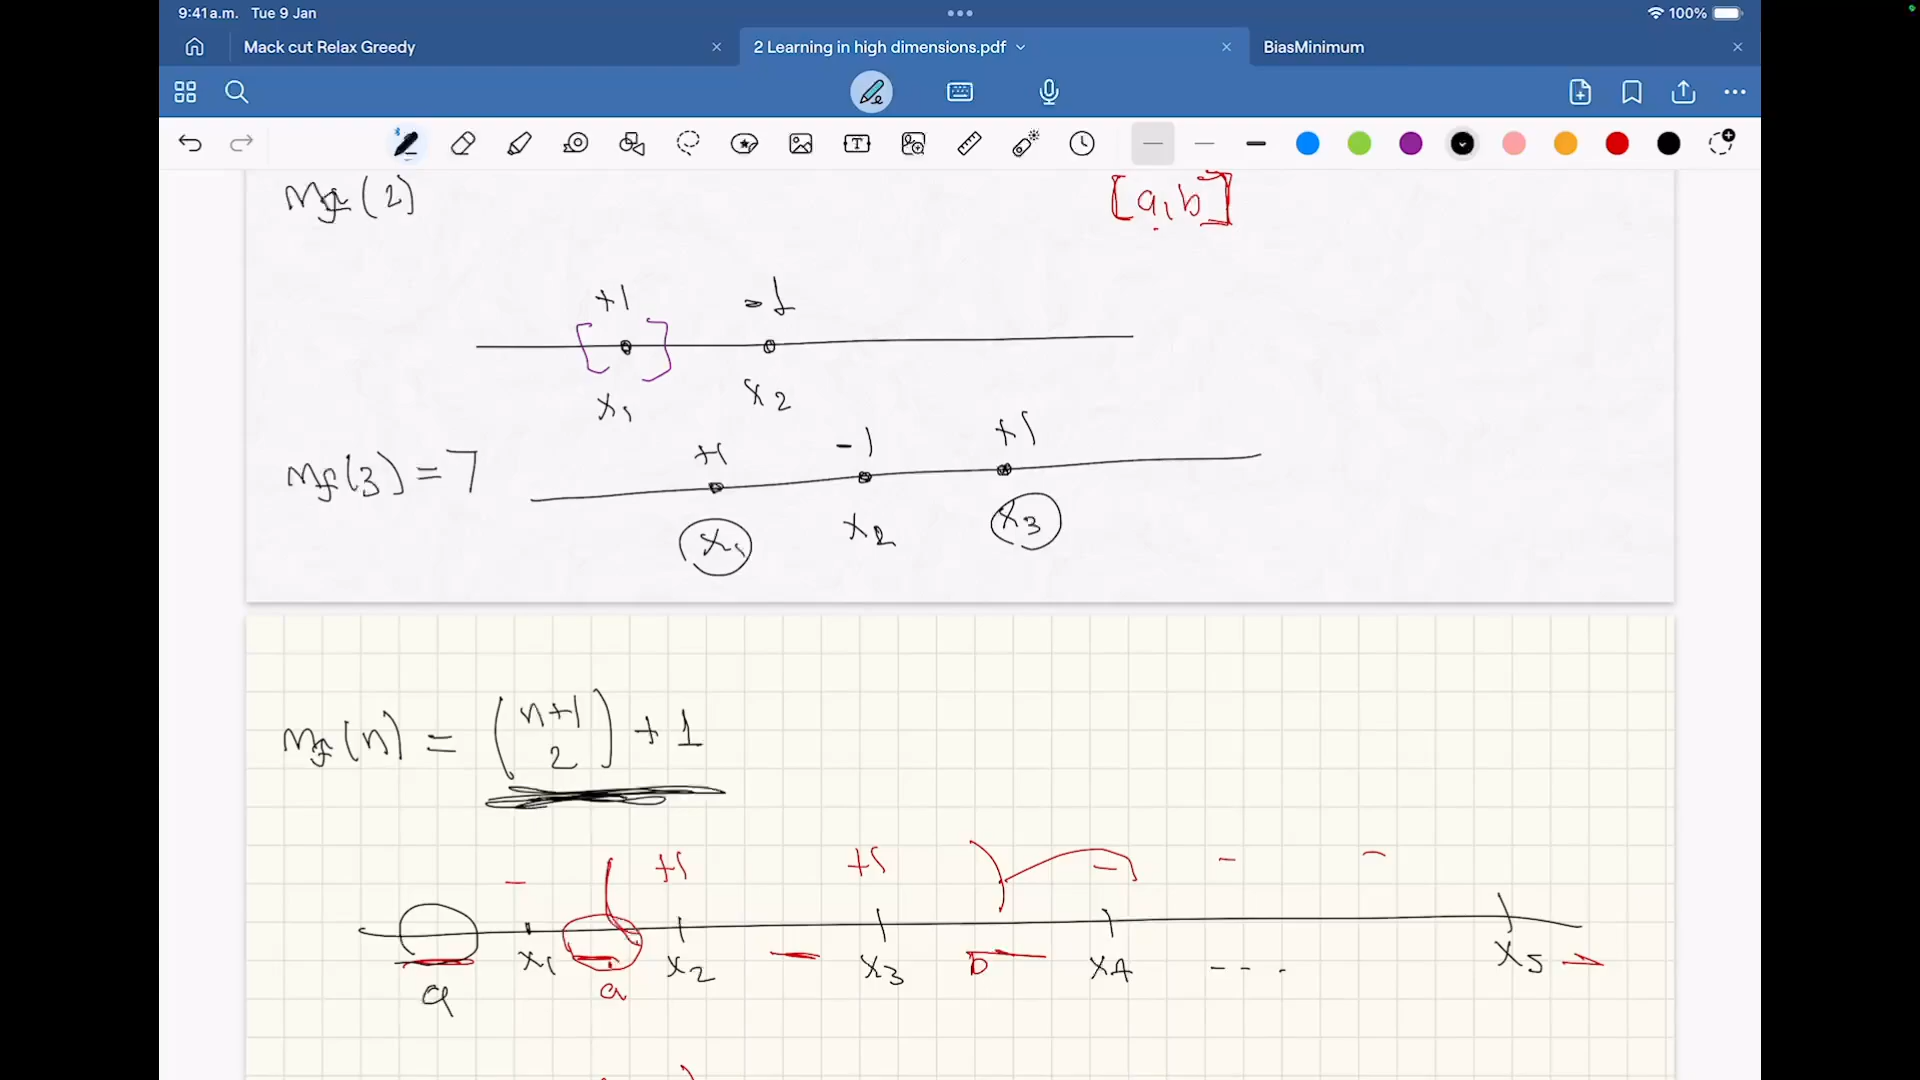 9:41 a.m. Tue 9 Jan
100%
Mack cut Relax Greedy
2 Learning in high dimensions.pdf
BiasMinimum
(2)
[a,b]
+1 -1
x1 x2
mf(3) = 7
+1 -1 +1
x1 x2 x3
mf(n) = (n+1 2) + 1
- +1 +1 - - -
x1 x2 x3 b x4 - - - x5
a a